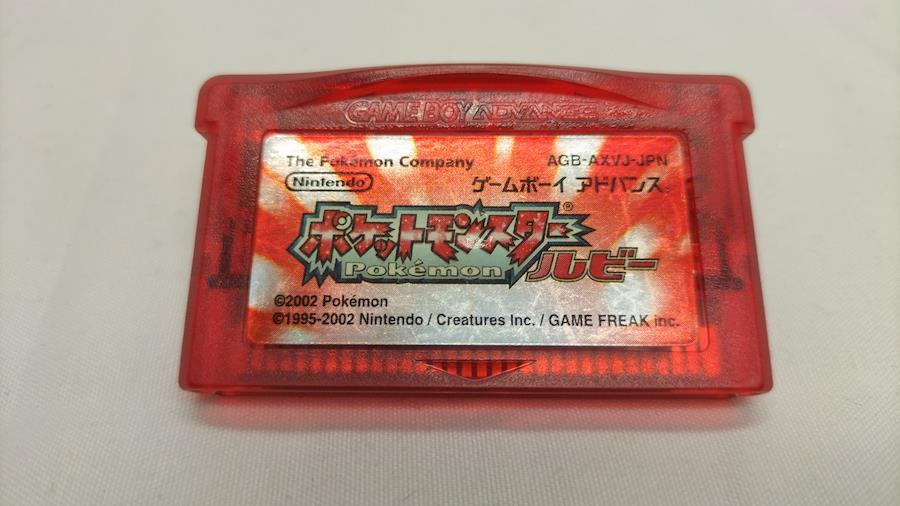 GAME BOY ADVANCE
The Pokémon Company AGB-AXVJ-JPN
Nintendo ゲームボーイ アドバンス
ポケットモンスター®
Pokémon ルビー
©2002 Pokémon
©1995-2002 Nintendo / Creatures Inc. / GAME FREAK inc.